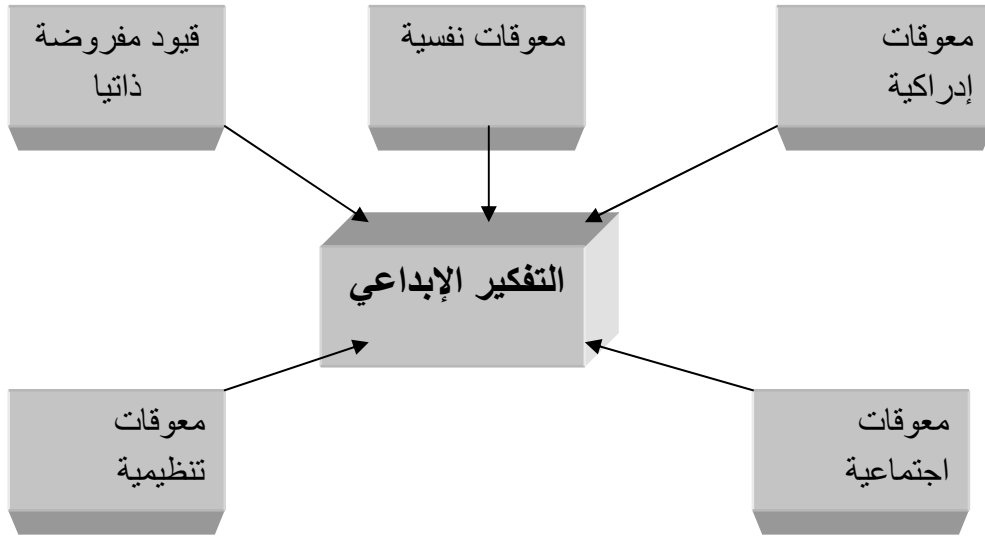 معوقات
إدراكية
معوقات نفسية
قيود مفروضة
ذاتيا
التفكير الإبداعي
معوقات
اجتماعية
معوقات
تنظيمية